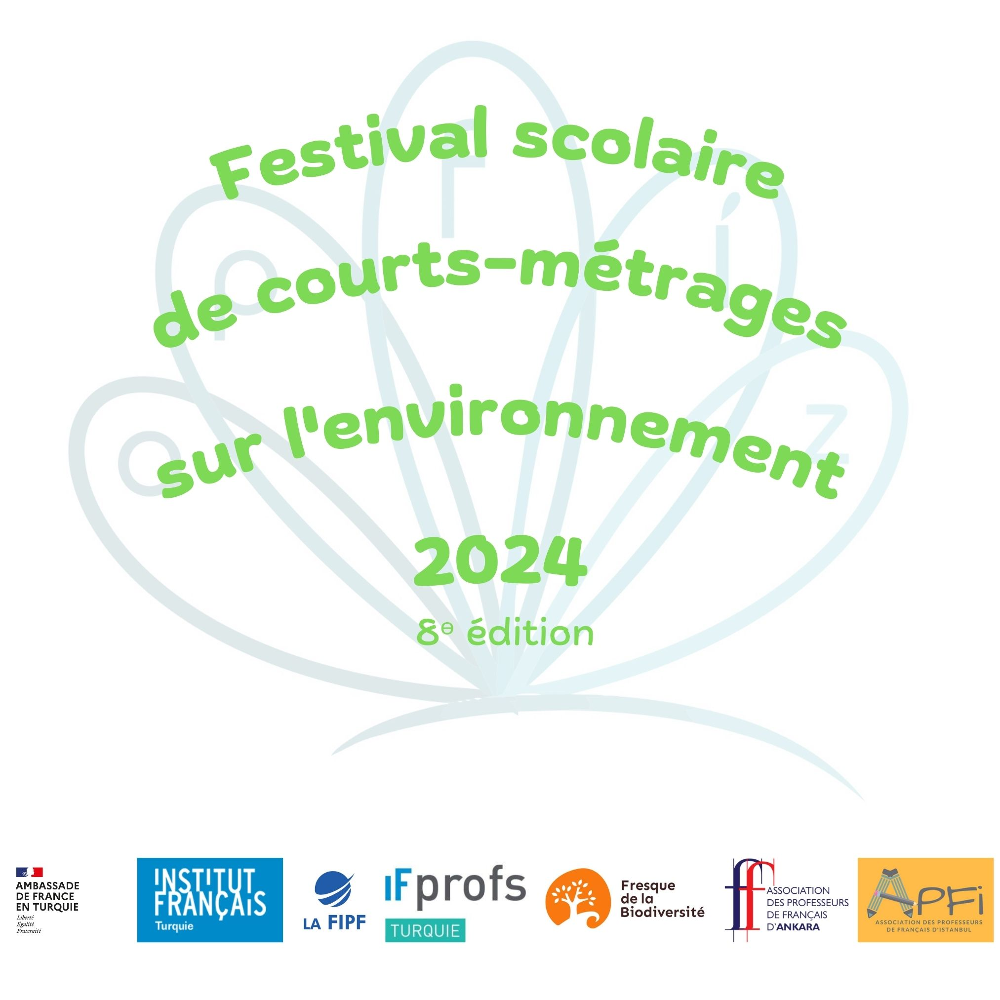 Festival scolaire
de courts-métrages
sur l'environnement
2024
8e édition
AMBASSADE
DE FRANCE
EN TURQUIE
Liberté
Égalité
Fraternité
INSTITUT
FRANÇAIS
Turquie
LA FIPF
IFprofs
TURQUIE
VIVE
Fresque
de la
Biodiversité
ff
ASSOCIATION
DES PROFESSEURS
DE FRANÇAIS
D'ANKARA
APFi
ASSOCIATION DES PROFESSEURS
DE FRANÇAIS D'ISTANBUL